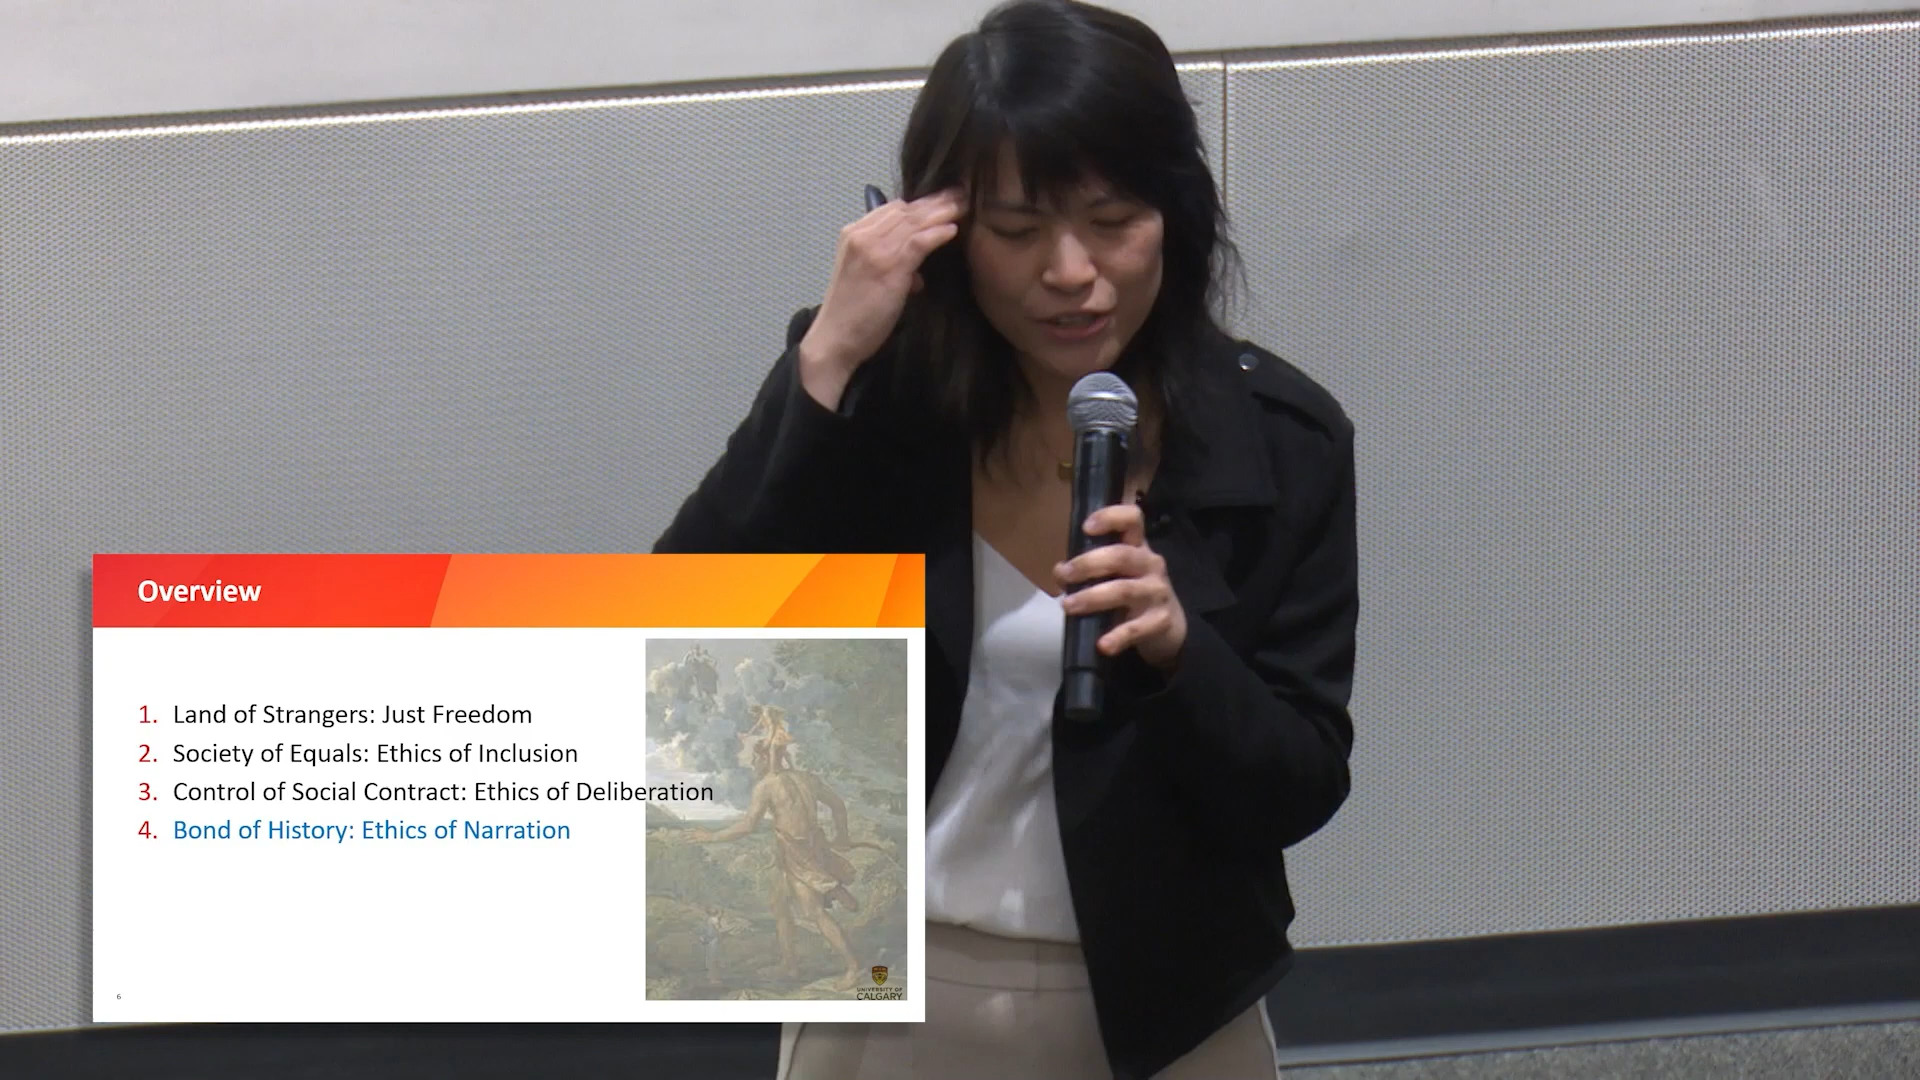 Overview
1. Land of Strangers: Just Freedom
2. Society of Equals: Ethics of Inclusion
3. Control of Social Contract: Ethics of Deliberation
4. Bond of History: Ethics of Narration
6
UNIVERSITY OF
CALGARY